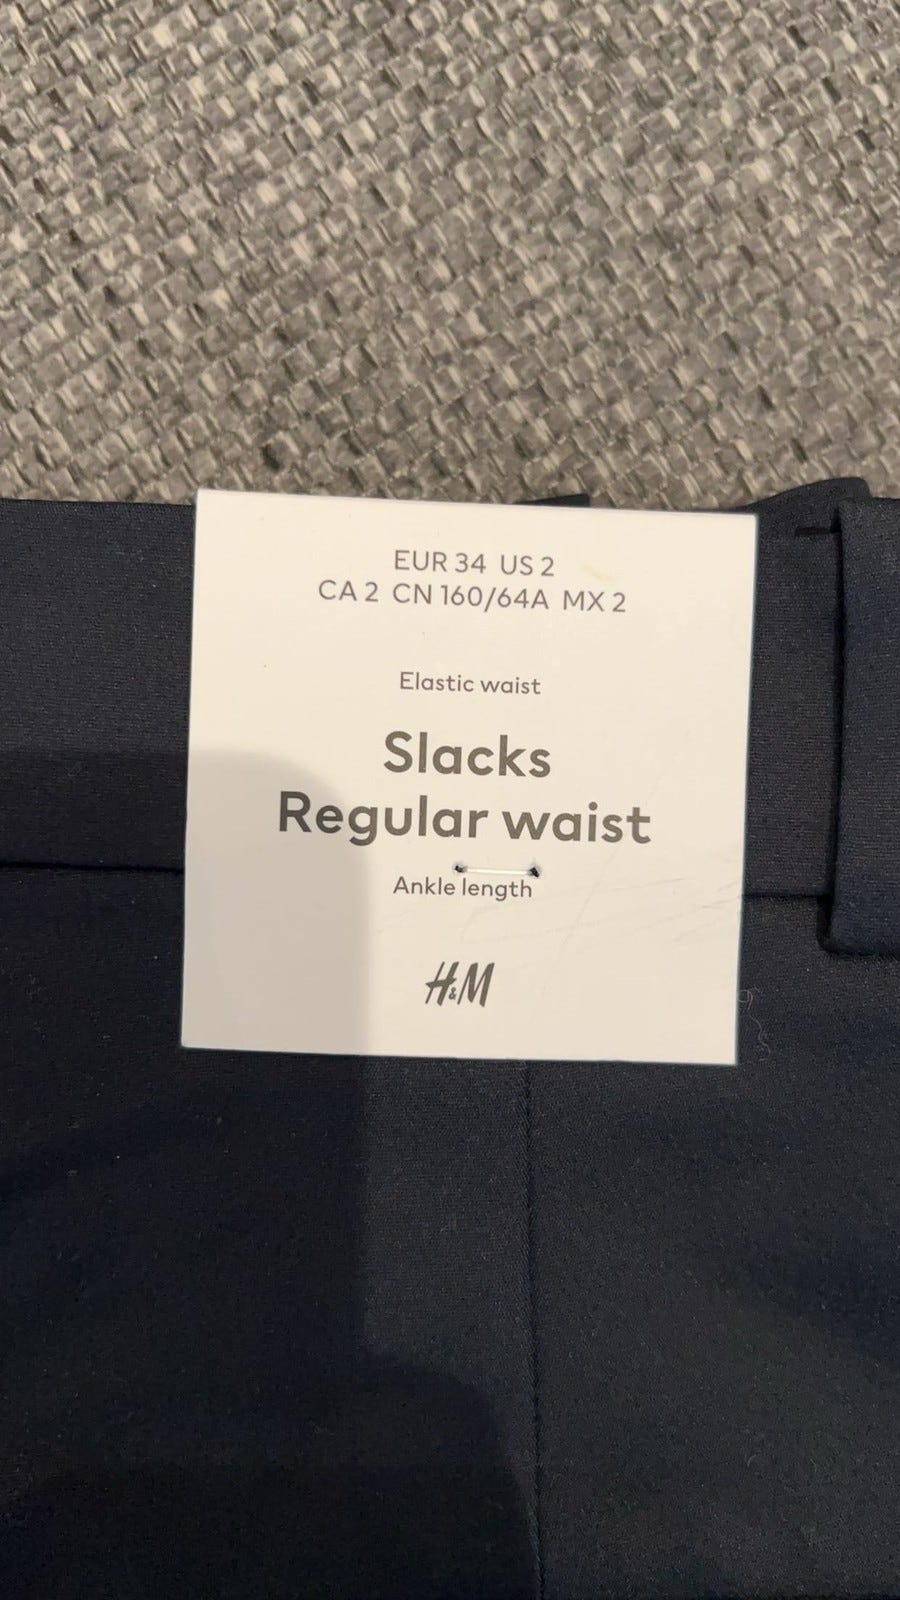 EUR 34 US 2
CA 2 CN 160/64A MX 2
Elastic waist
Slacks
Regular waist
Ankle length
H&M